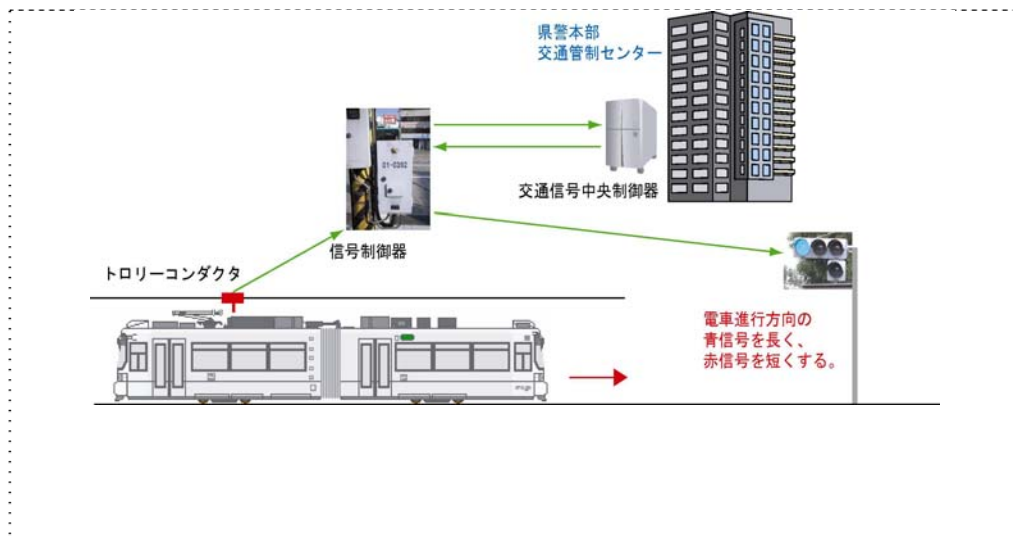 県警本部
交通管制センター
01-0392
交通信号中央制御器
信号制御器
トロリーコンダクタ
電車進行方向の
青信号を長く、
赤信号を短くする。